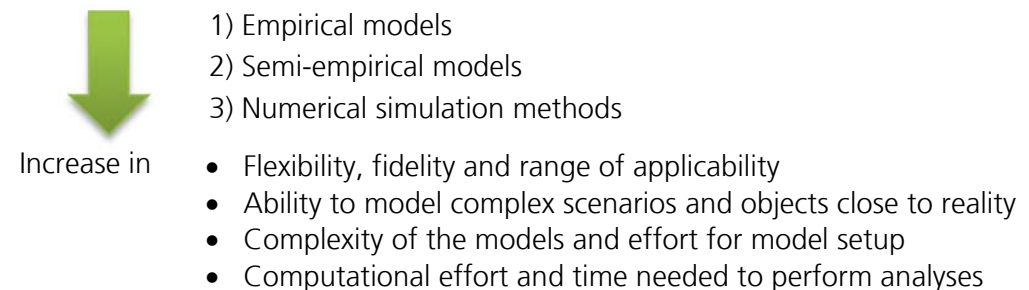 1) Empirical models
2) Semi-empirical models
3) Numerical simulation methods
Increase in
• Flexibility, fidelity and range of applicability
• Ability to model complex scenarios and objects close to reality
• Complexity of the models and effort for model setup
• Computational effort and time needed to perform analyses